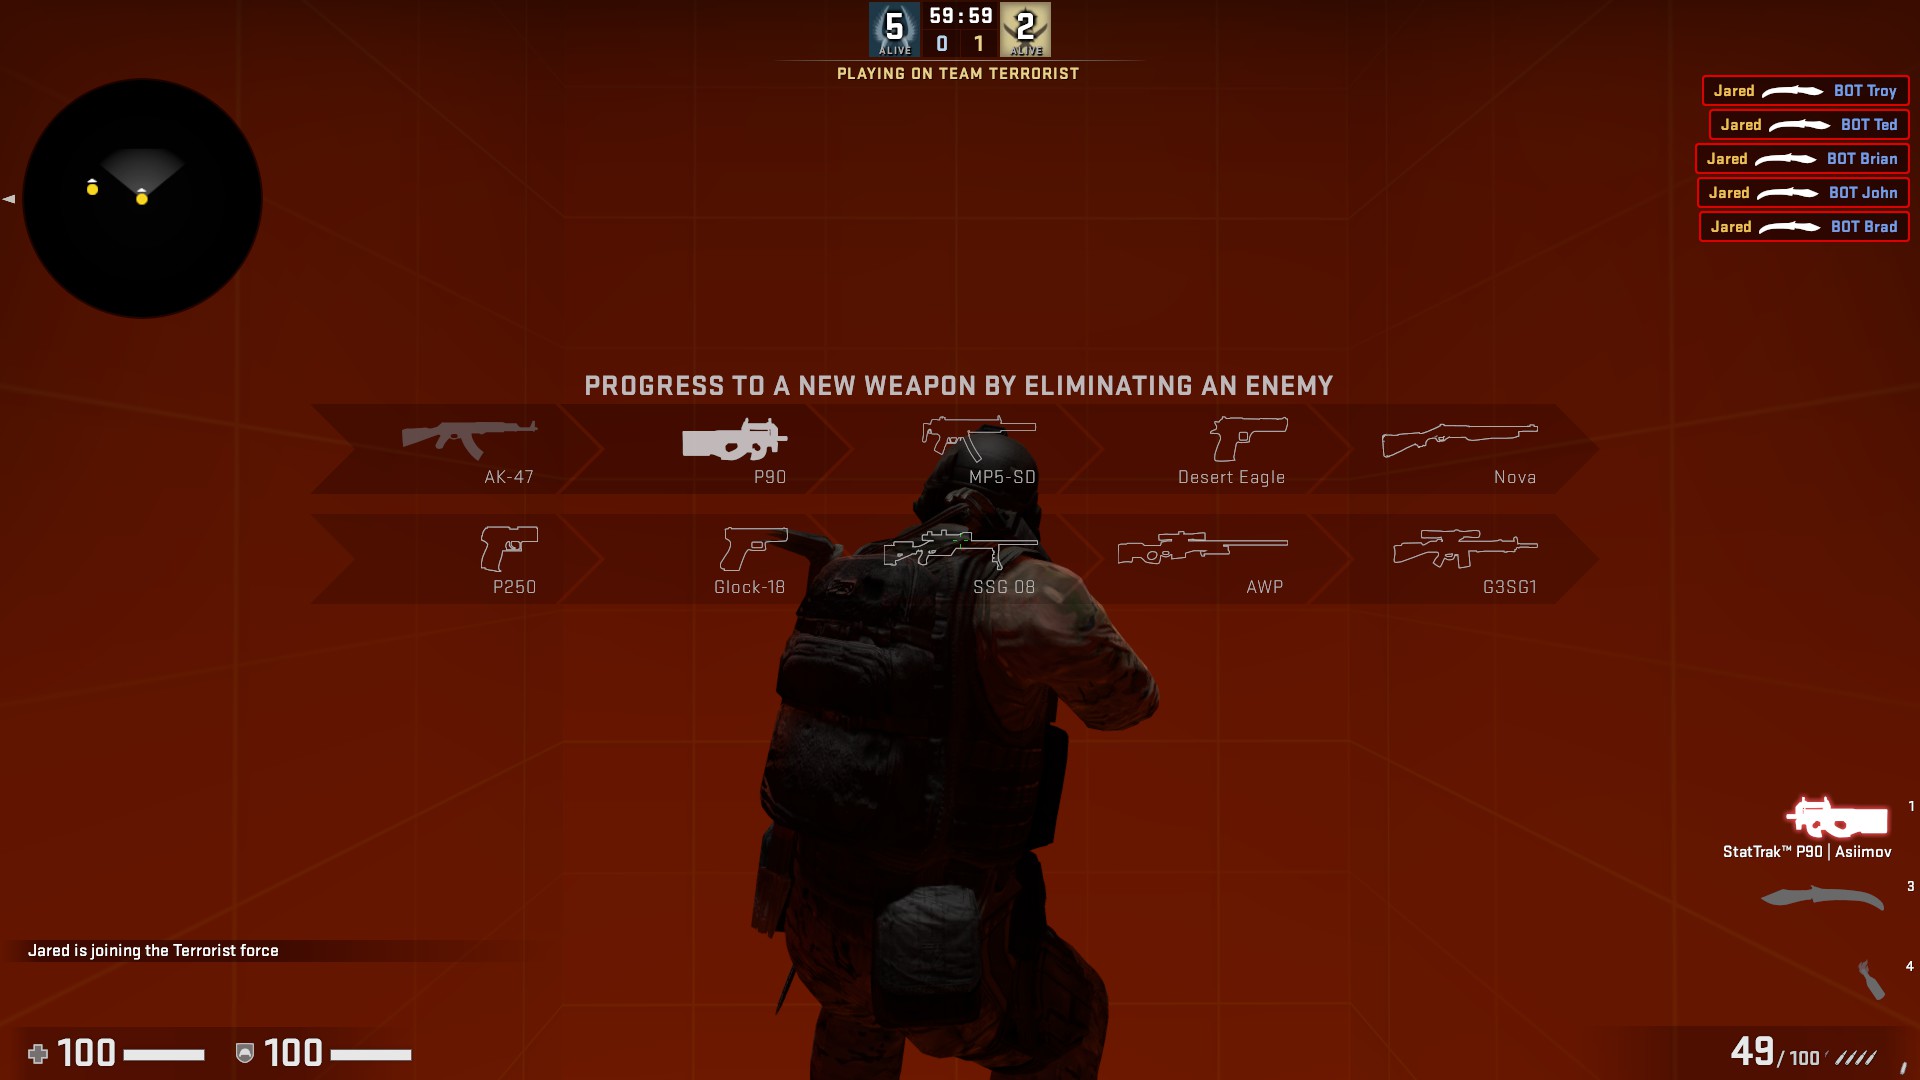 5 59:59 2
ALIVE 0 1 ALIVE
PLAYING ON TEAM TERRORIST
Jared BOT Troy
Jared BOT Ted
Jared BOT Brian
Jared BOT John
Jared BOT Brad
PROGRESS TO A NEW WEAPON BY ELIMINATING AN ENEMY
AK-47 P90 MP5-SD Desert Eagle Nova
P250 Glock-18 SSG 08 AWP G3SG1
1
StatTrak™ P90 | Asiimov
3
4
Jared is joining the Terrorist force
100 100
49 / 100